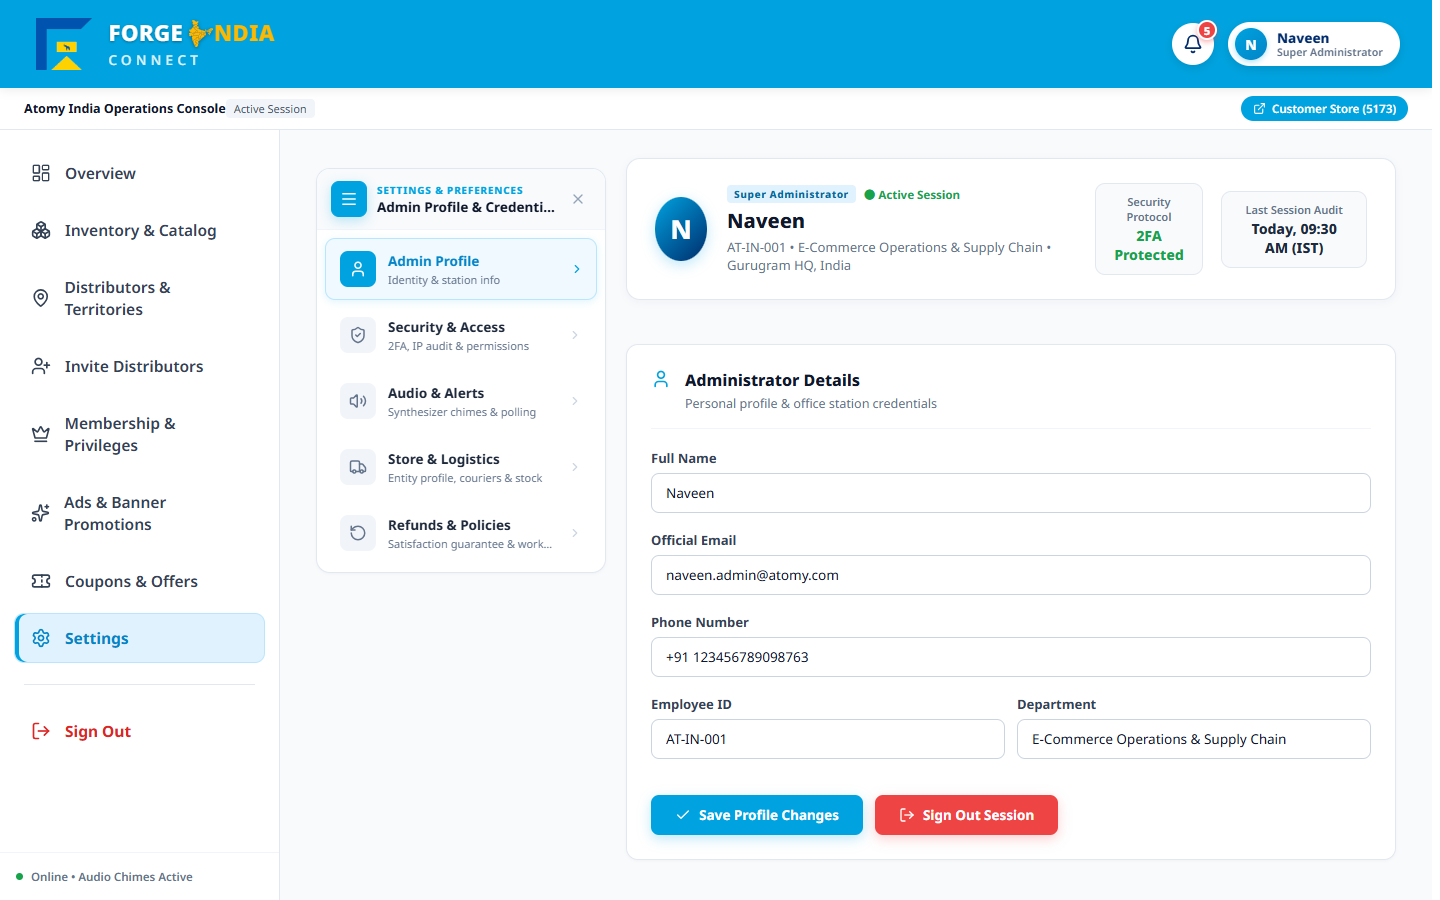 FORGE NDIA
CONNECT
5
N
Naveen
Super Administrator
Atomy India Operations Console
Active Session
Customer Store (5173)
Overview
Inventory & Catalog
Distributors &
Territories
Invite Distributors
Membership &
Privileges
Ads & Banner
Promotions
Coupons & Offers
Settings
Sign Out
Online • Audio Chimes Active
SETTINGS & PREFERENCES
Admin Profile & Credenti...
Admin Profile
Identity & station info
Security & Access
2FA, IP audit & permissions
Audio & Alerts
Synthesizer chimes & polling
Store & Logistics
Entity profile, couriers & stock
Refunds & Policies
Satisfaction guarantee & work...
N
Super Administrator
Active Session
Naveen
AT-IN-001 • E-Commerce Operations & Supply Chain •
Gurugram HQ, India
Security
Protocol
2FA
Protected
Last Session Audit
Today, 09:30
AM (IST)
Administrator Details
Personal profile & office station credentials
Full Name
Naveen
Official Email
naveen.admin@atomy.com
Phone Number
+91 123456789098763
Employee ID
AT-IN-001
Department
E-Commerce Operations & Supply Chain
Save Profile Changes
Sign Out Session